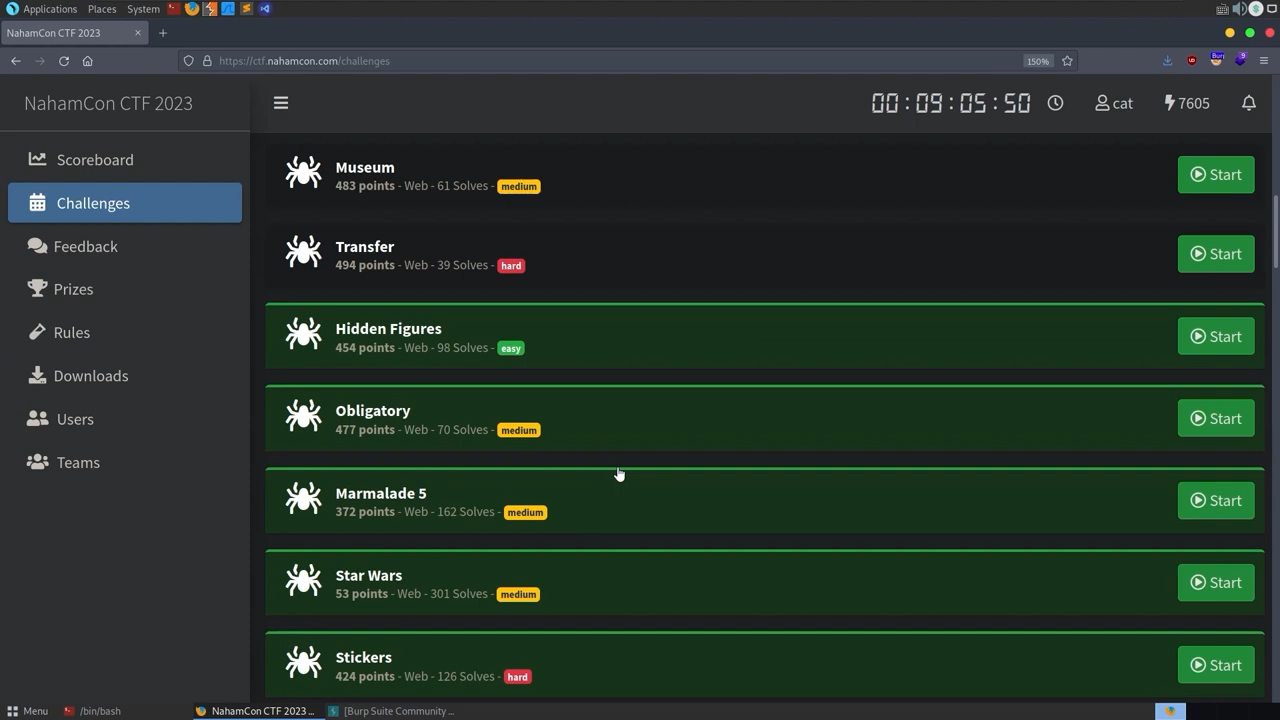 Applications Places System
NahamCon CTF 2023
https://ctf.nahamcon.com/challenges 150%
NahamCon CTF 2023
00:09:05:50 cat 7605
Scoreboard
Challenges
Feedback
Prizes
Rules
Downloads
Users
Teams
Museum
483 points - Web - 61 Solves - medium
Start
Transfer
494 points - Web - 39 Solves - hard
Start
Hidden Figures
454 points - Web - 98 Solves - easy
Start
Obligatory
477 points - Web - 70 Solves - medium
Start
Marmalade 5
372 points - Web - 162 Solves - medium
Start
Star Wars
53 points - Web - 301 Solves - medium
Start
Stickers
424 points - Web - 126 Solves - hard
Start
Menu /bin/bash NahamCon CTF 2023 ... [Burp Suite Community ...